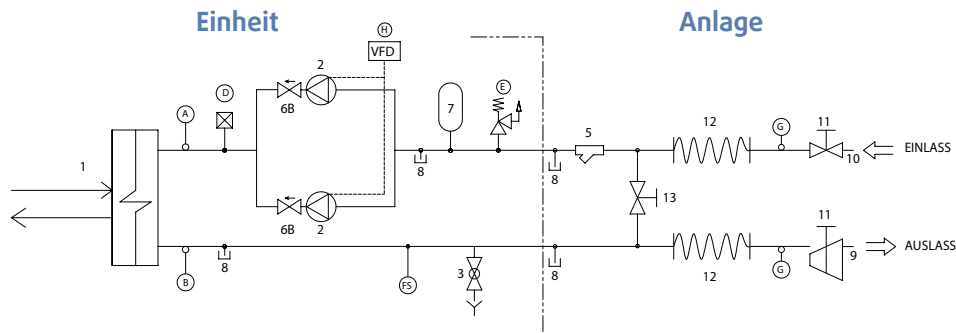 Einheit
Anlage
H
VFD
2
D
A
6B
7
E
5
12
G
11
8
8
10
EINLASS
1
13
6B
2
11
B
8
FS
3
8
12
G
9
AUSLASS